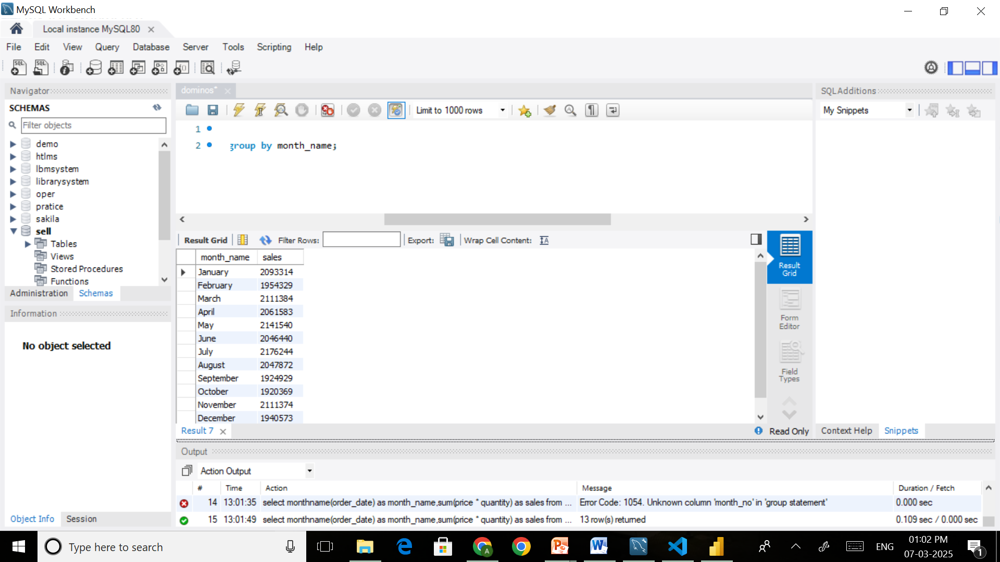 MySQL Workbench
Local instance MySQL80
File Edit View Query Database Server Tools Scripting Help
Navigator
SCHEMAS
Filter objects
demo
htlms
lbmsystem
librarysystem
oper
pratice
sakila
sell
Tables
Views
Stored Procedures
Functions
Administration Schemas
Information
No object selected
Object Info Session
dominos*
Limit to 1000 rows
1
2 group by month_name;
Result Grid Filter Rows: Export: Wrap Cell Content:
month_name sales
January 2093314
February 1954329
March 2111384
April 2061583
May 2141540
June 2046440
July 2176244
August 2047872
September 1924929
October 1920369
November 2111374
December 1940573
Result Grid
Form Editor
Field Types
Result 7
Read Only
SQLAdditions
My Snippets
Context Help Snippets
Output
Action Output
# Time Action Message Duration / Fetch
14 13:01:35 select monthname(order_date) as month_name,sum(price * quantity) as sales from ... Error Code: 1054. Unknown column 'month_no' in 'group statement' 0.000 sec
15 13:01:49 select monthname(order_date) as month_name,sum(price * quantity) as sales from ... 13 row(s) returned 0.109 sec / 0.000 sec
Type here to search
ENG
01:02 PM
07-03-2025
1